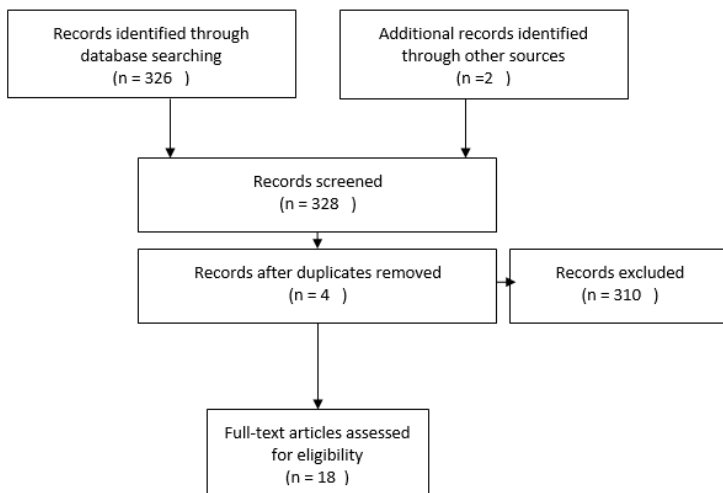 Records identified through
database searching
(n = 326   )
Additional records identified
through other sources
(n =2   )
Records screened
(n = 328   )
Records after duplicates removed
(n = 4   )
Records excluded
(n = 310   )
Full-text articles assessed
for eligibility
(n = 18   )